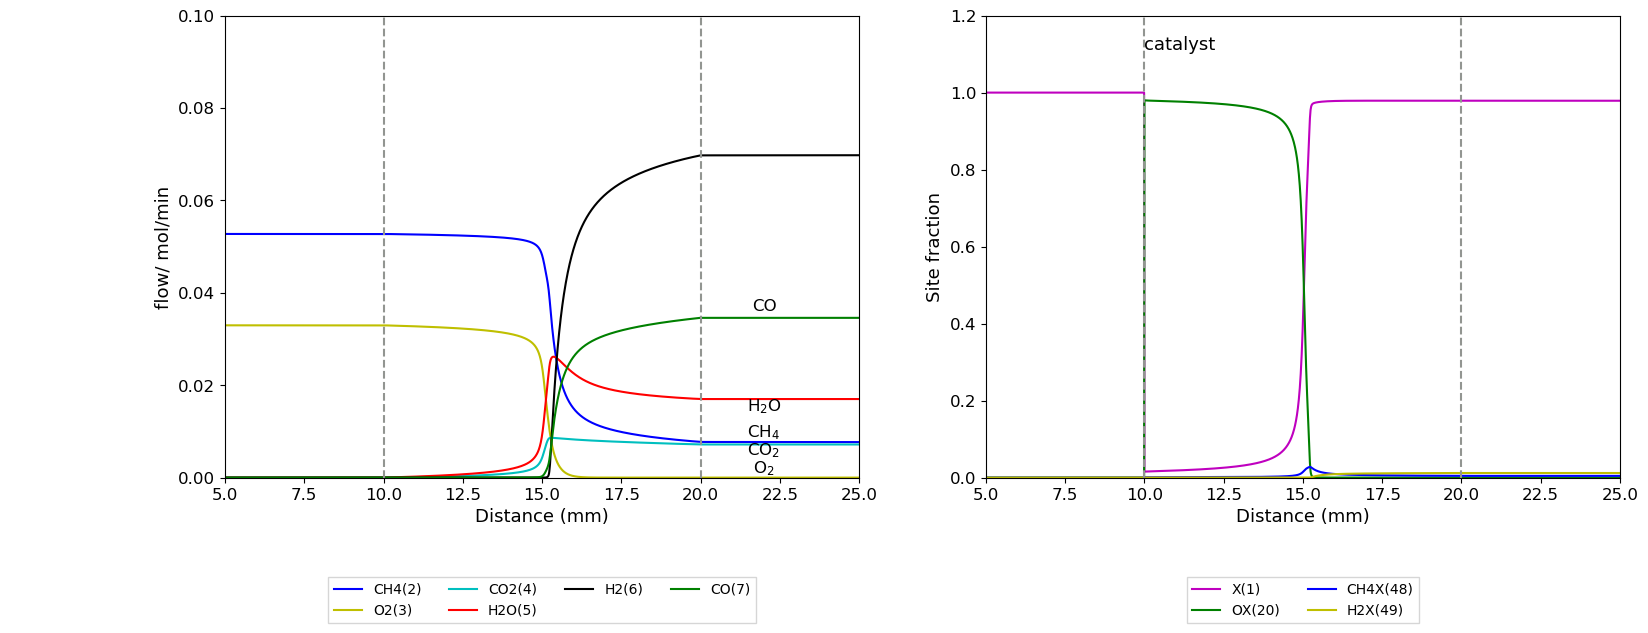 0.10
0.08
0.06
0.04
0.02
0.00
flow/ mol/min
CO
H₂O
CH₄
CO₂
O₂
5.0 7.5 10.0 12.5 15.0 17.5 20.0 22.5 25.0
Distance (mm)
CH4(2) CO2(4) H2(6) CO(7)
O2(3) H2O(5)
1.2
1.0
0.8
0.6
0.4
0.2
0.0
Site fraction
catalyst
5.0 7.5 10.0 12.5 15.0 17.5 20.0 22.5 25.0
Distance (mm)
X(1) CH4X(48)
OX(20) H2X(49)